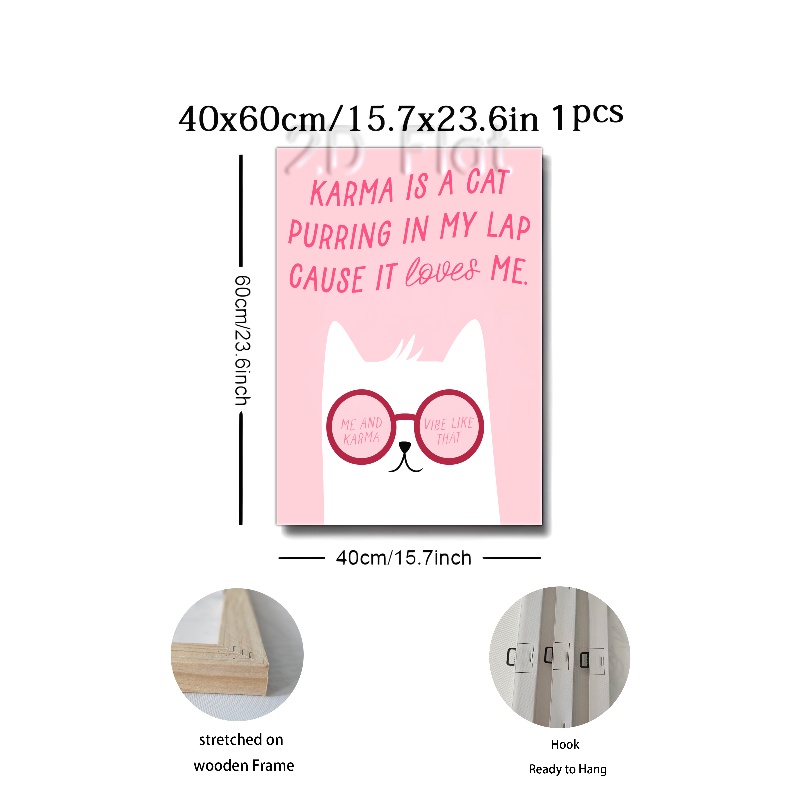 40x60cm/15.7x23.6in 1pcs
2D Flat
KARMA IS A CAT
PURRING IN MY LAP
CAUSE IT loves ME.
60cm/23.6inch
ME AND
KARMA
VIBE LIKE
THAT
40cm/15.7inch
stretched on
wooden Frame
Hook
Ready to Hang